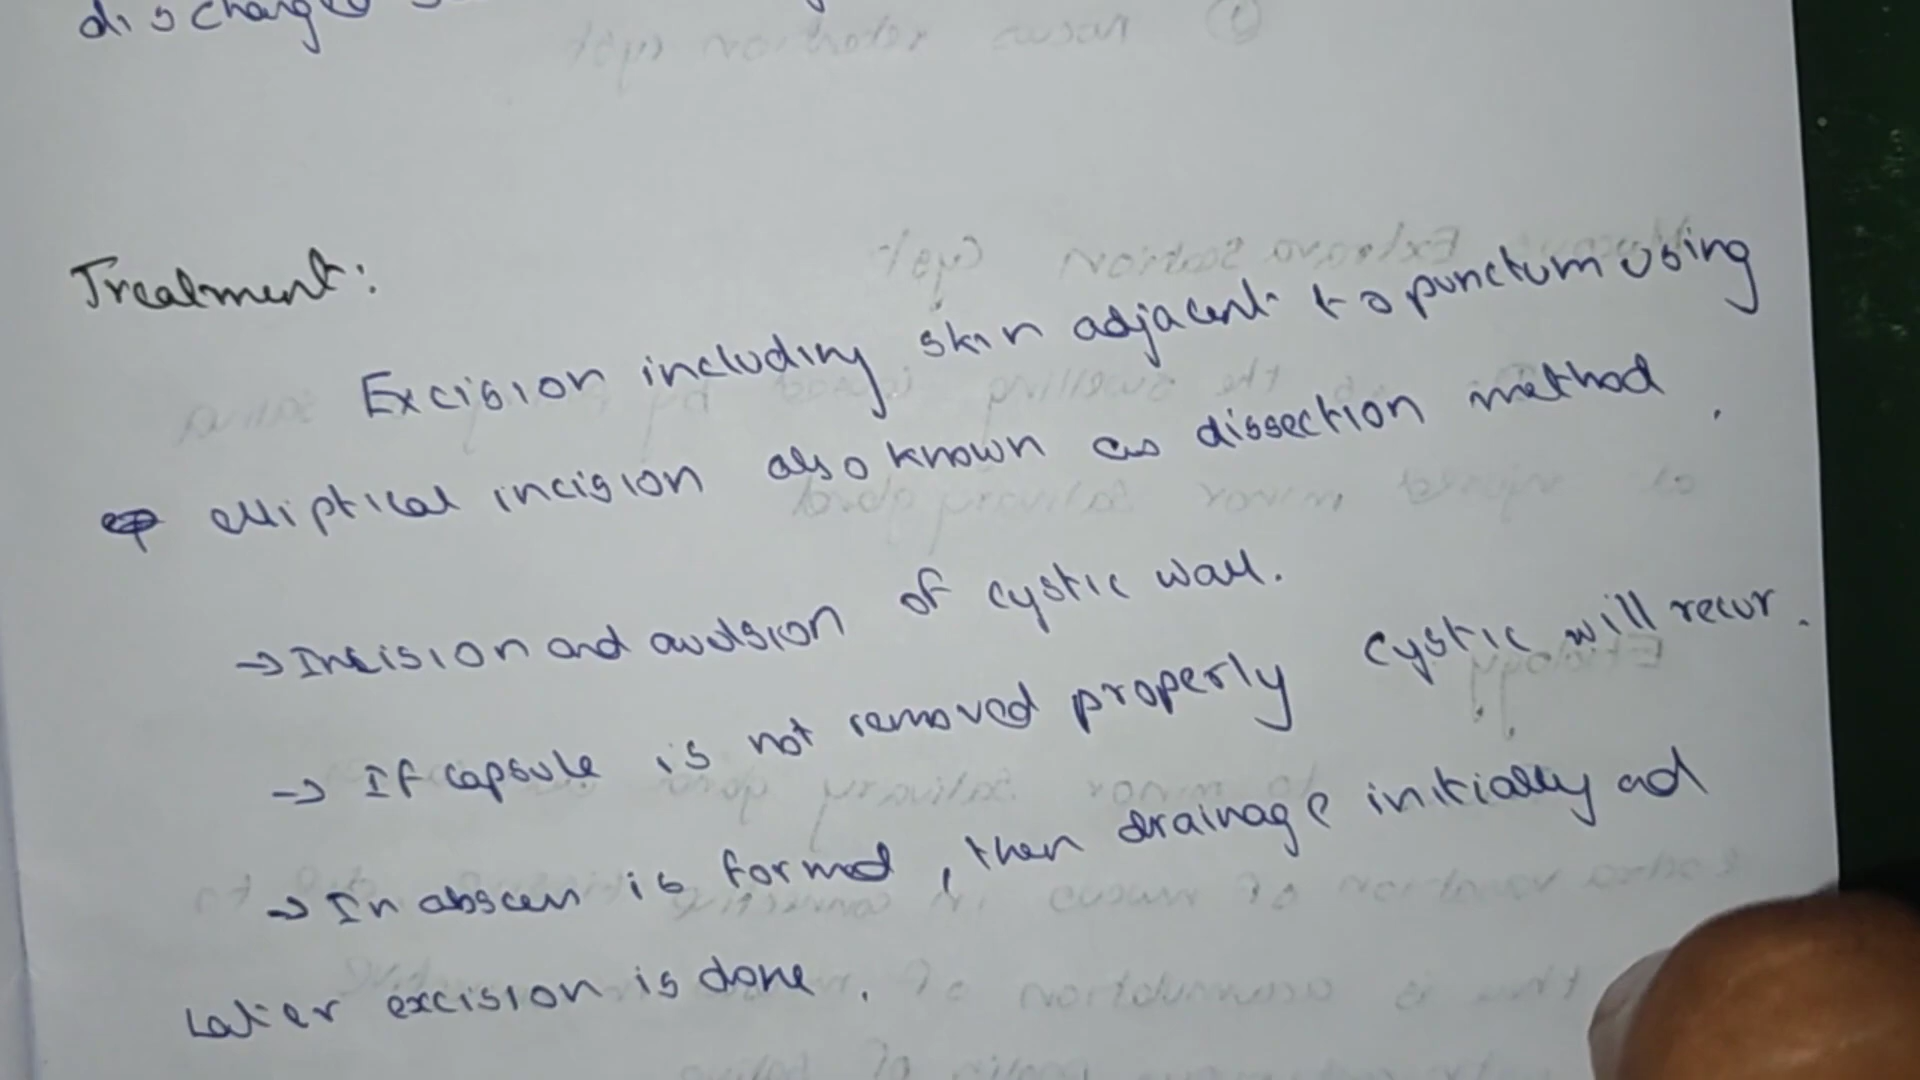 discharge
Treatment:
Excision including skin adjacent to punctum using
elliptical incision also known as dissection method.
→ Incision and avulsion of cystic wall.
→ If capsule is not removed properly cystic will recur.
→ In abscess is formed, then drainage initially ad
later excision is done.